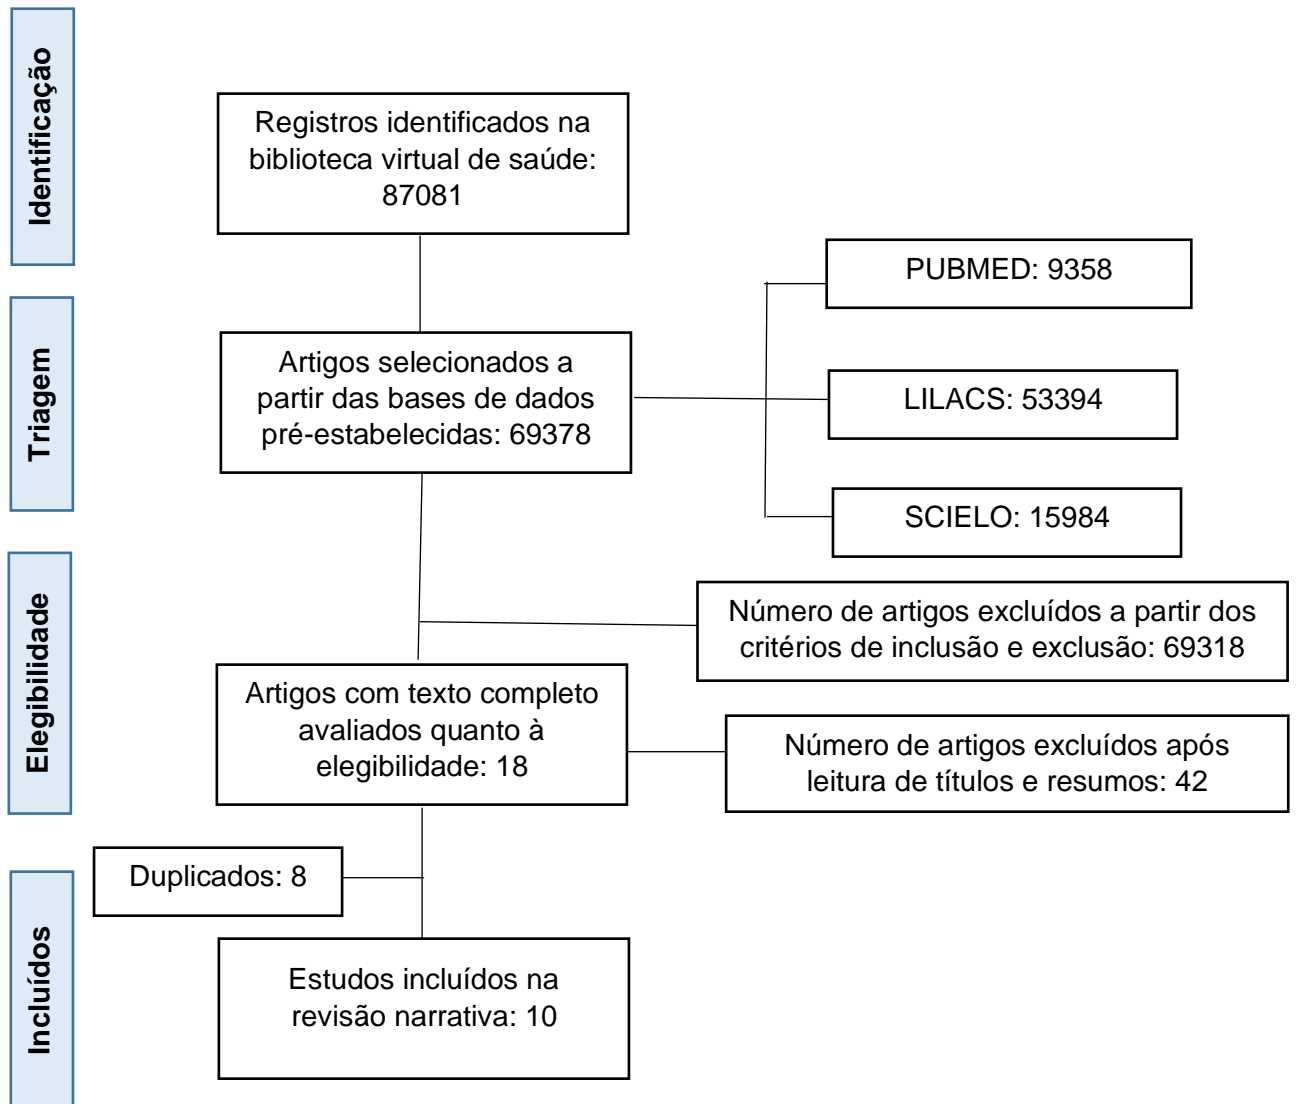 Identificação
Registros identificados na
biblioteca virtual de saúde:
87081
Triagem
Artigos selecionados a
partir das bases de dados
pré-estabelecidas: 69378
PUBMED: 9358
LILACS: 53394
SCIELO: 15984
Elegibilidade
Número de artigos excluídos a partir dos
critérios de inclusão e exclusão: 69318
Artigos com texto completo
avaliados quanto à
elegibilidade: 18
Número de artigos excluídos após
leitura de títulos e resumos: 42
Duplicados: 8
Incluídos
Estudos incluídos na
revisão narrativa: 10